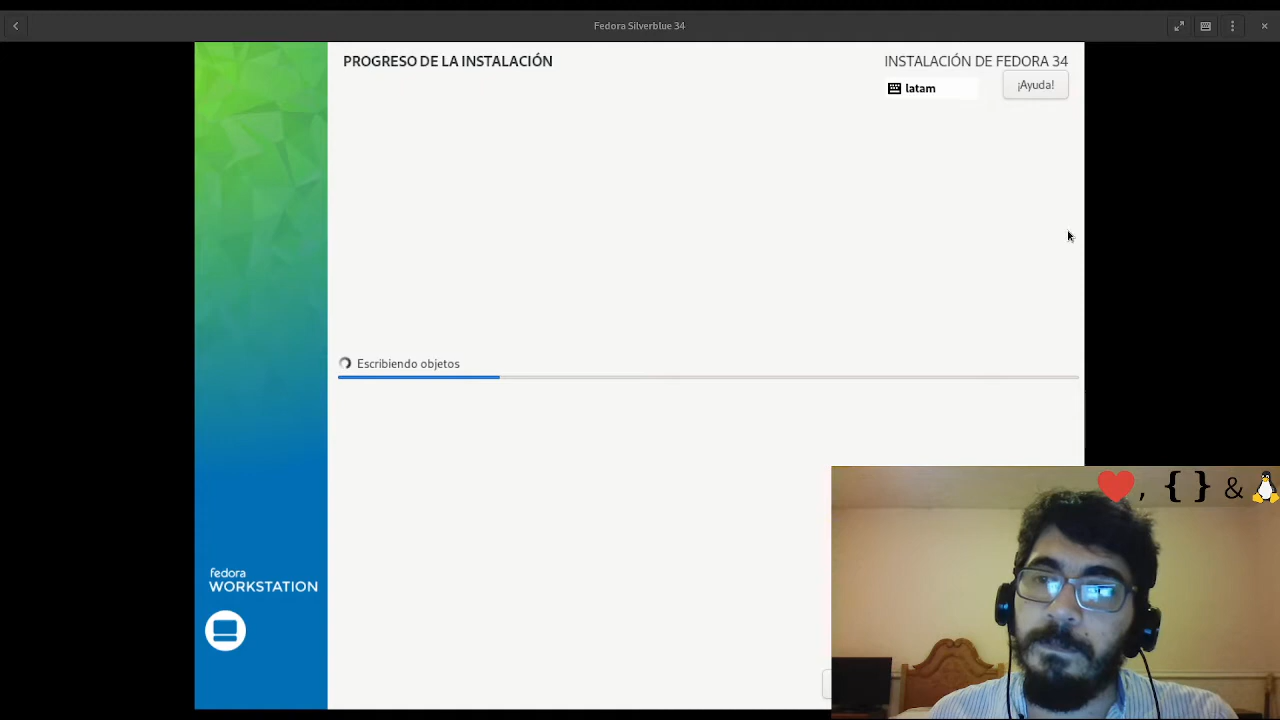 Fedora Silverblue 34
PROGRESO DE LA INSTALACIÓN
INSTALACIÓN DE FEDORA 34
latam
¡Ayuda!
Escribiendo objetos
fedora
WORKSTATION
❤️, { } & 🐧